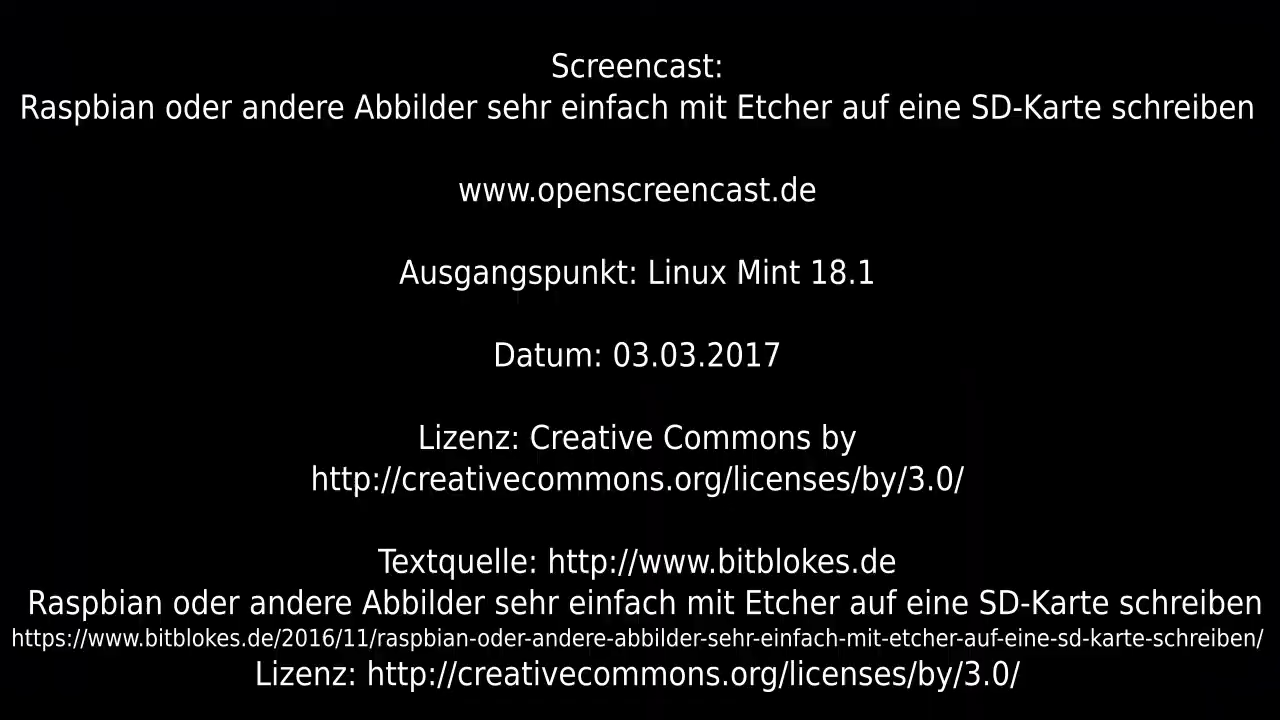 Screencast:
Raspbian oder andere Abbilder sehr einfach mit Etcher auf eine SD-Karte schreiben
www.openscreencast.de
Ausgangspunkt: Linux Mint 18.1
Datum: 03.03.2017
Lizenz: Creative Commons by
http://creativecommons.org/licenses/by/3.0/
Textquelle: http://www.bitblokes.de
Raspbian oder andere Abbilder sehr einfach mit Etcher auf eine SD-Karte schreiben
https://www.bitblokes.de/2016/11/raspbian-oder-andere-abbilder-sehr-einfach-mit-etcher-auf-eine-sd-karte-schreiben/
Lizenz: http://creativecommons.org/licenses/by/3.0/